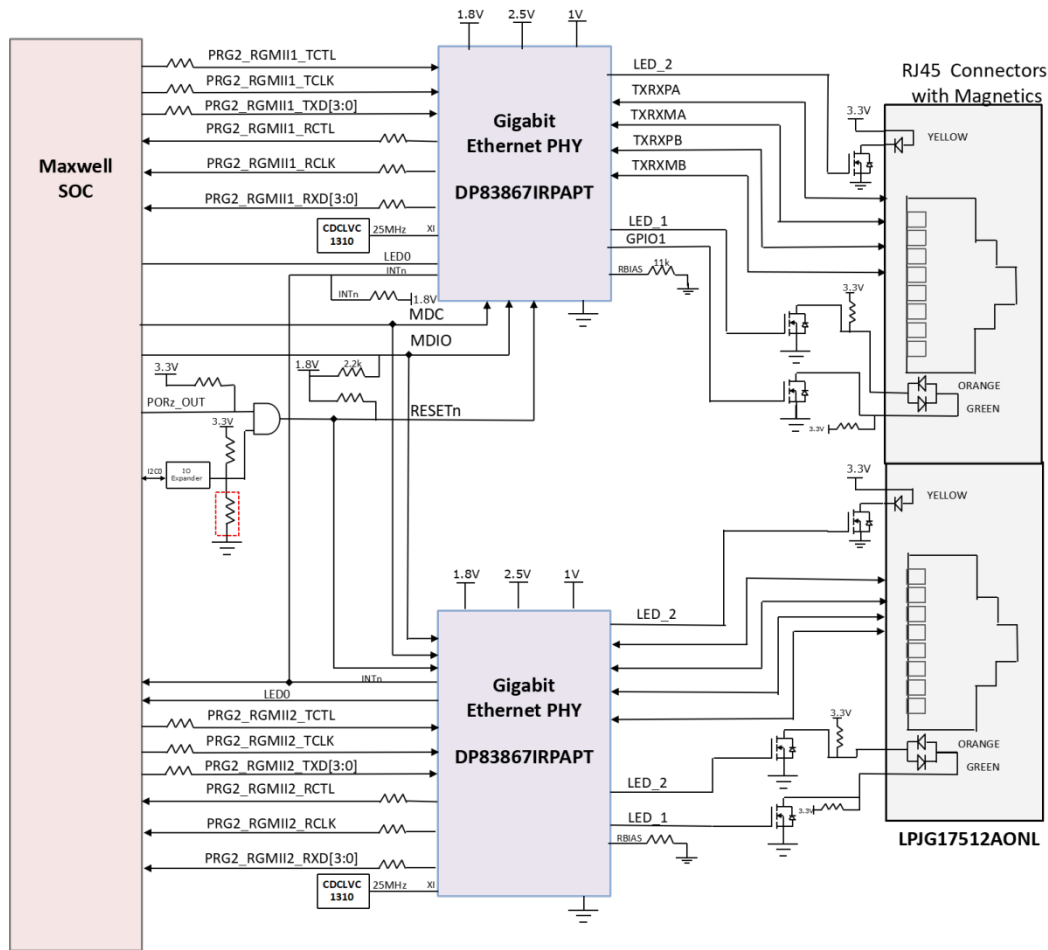 1.8V
2.5V
1V
PRG2_RGMII1_TCTL
PRG2_RGMII1_TCLK
PRG2_RGMII1_TXD[3:0]
PRG2_RGMII1_RCTL
PRG2_RGMII1_RCLK
PRG2_RGMII1_RXD[3:0]
Maxwell
SOC
CDCLVC
1310
25MHz
XI
LED0
INTn
INTn
1.8V
MDC
MDIO
Gigabit
Ethernet PHY
DP83867IRPAPT
LED_2
TXRXPA
TXRXMA
TXRXPB
TXRXMB
LED_1
GPIO1
RBIAS
11k
RJ45 Connectors
with Magnetics
3.3V
YELLOW
3.3V
ORANGE
GREEN
3.3V
3.3V
PORz_OUT
1.8V
2.2k
RESETn
3.3V
I2C0
IO
Expander
3.3V
YELLOW
1.8V
2.5V
1V
LED_2
Gigabit
Ethernet PHY
DP83867IRPAPT
INTn
LED0
PRG2_RGMII2_TCTL
PRG2_RGMII2_TCLK
PRG2_RGMII2_TXD[3:0]
PRG2_RGMII2_RCTL
PRG2_RGMII2_RCLK
PRG2_RGMII2_RXD[3:0]
CDCLVC
1310
25MHz
XI
LED_2
LED_1
RBIAS
3.3V
ORANGE
GREEN
3.3V
LPJG17512AONL